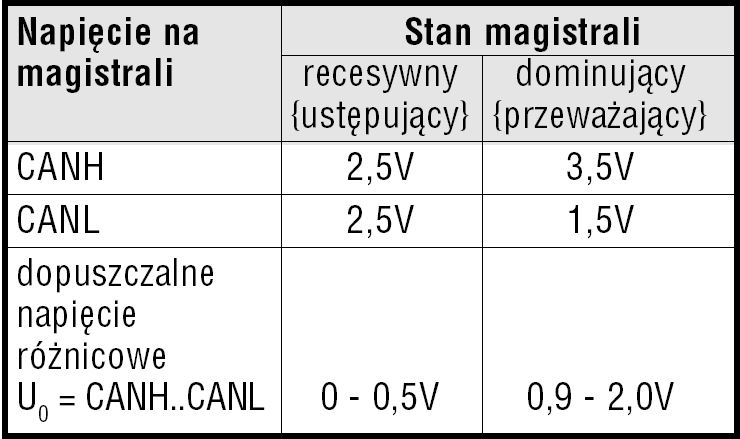 Napięcie na
magistrali
Stan magistrali
recesywny
{ustępujący}
dominujący
{przeważający}
CANH 2,5V 3,5V
CANL 2,5V 1,5V
dopuszczalne
napięcie
różnicowe
U₀ = CANH..CANL 0 - 0,5V 0,9 - 2,0V